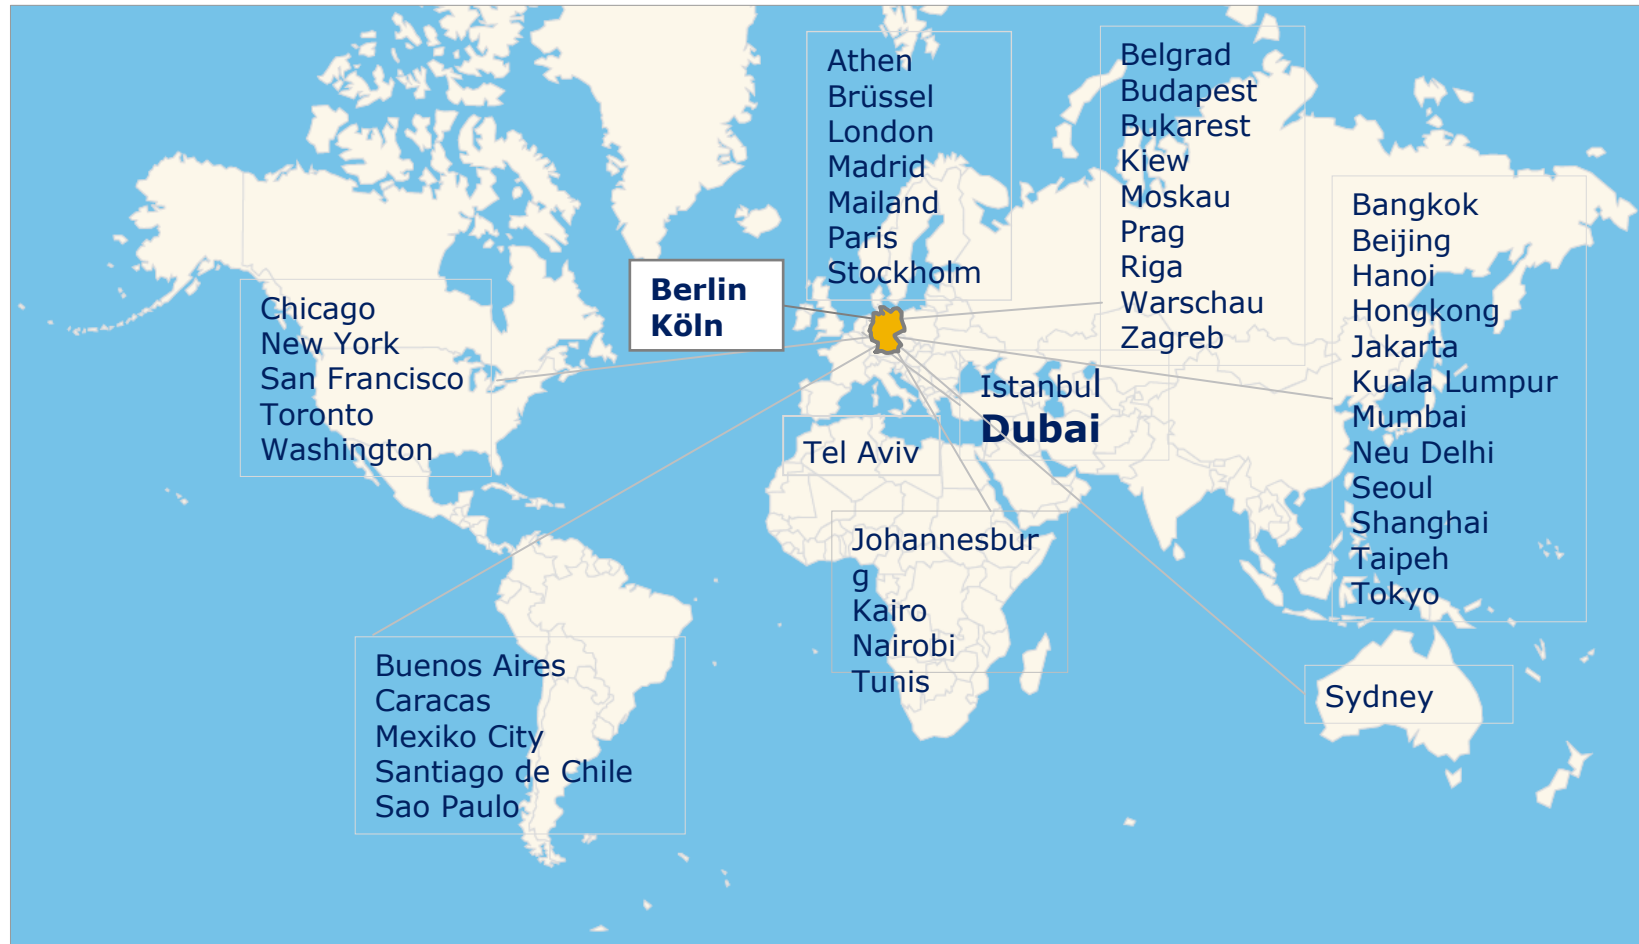 Athen
Brüssel
London
Madrid
Mailand
Paris
Stockholm
Belgrad
Budapest
Bukarest
Kiew
Moskau
Prag
Riga
Warschau
Zagreb
Bangkok
Beijing
Hanoi
Hongkong
Jakarta
Kuala Lumpur
Mumbai
Neu Delhi
Seoul
Shanghai
Taipeh
Tokyo
Berlin
Köln
Chicago
New York
San Francisco
Toronto
Washington
Istanbul
Dubai
Tel Aviv
Johannesbur
g
Kairo
Nairobi
Tunis
Buenos Aires
Caracas
Mexiko City
Santiago de Chile
Sao Paulo
Sydney